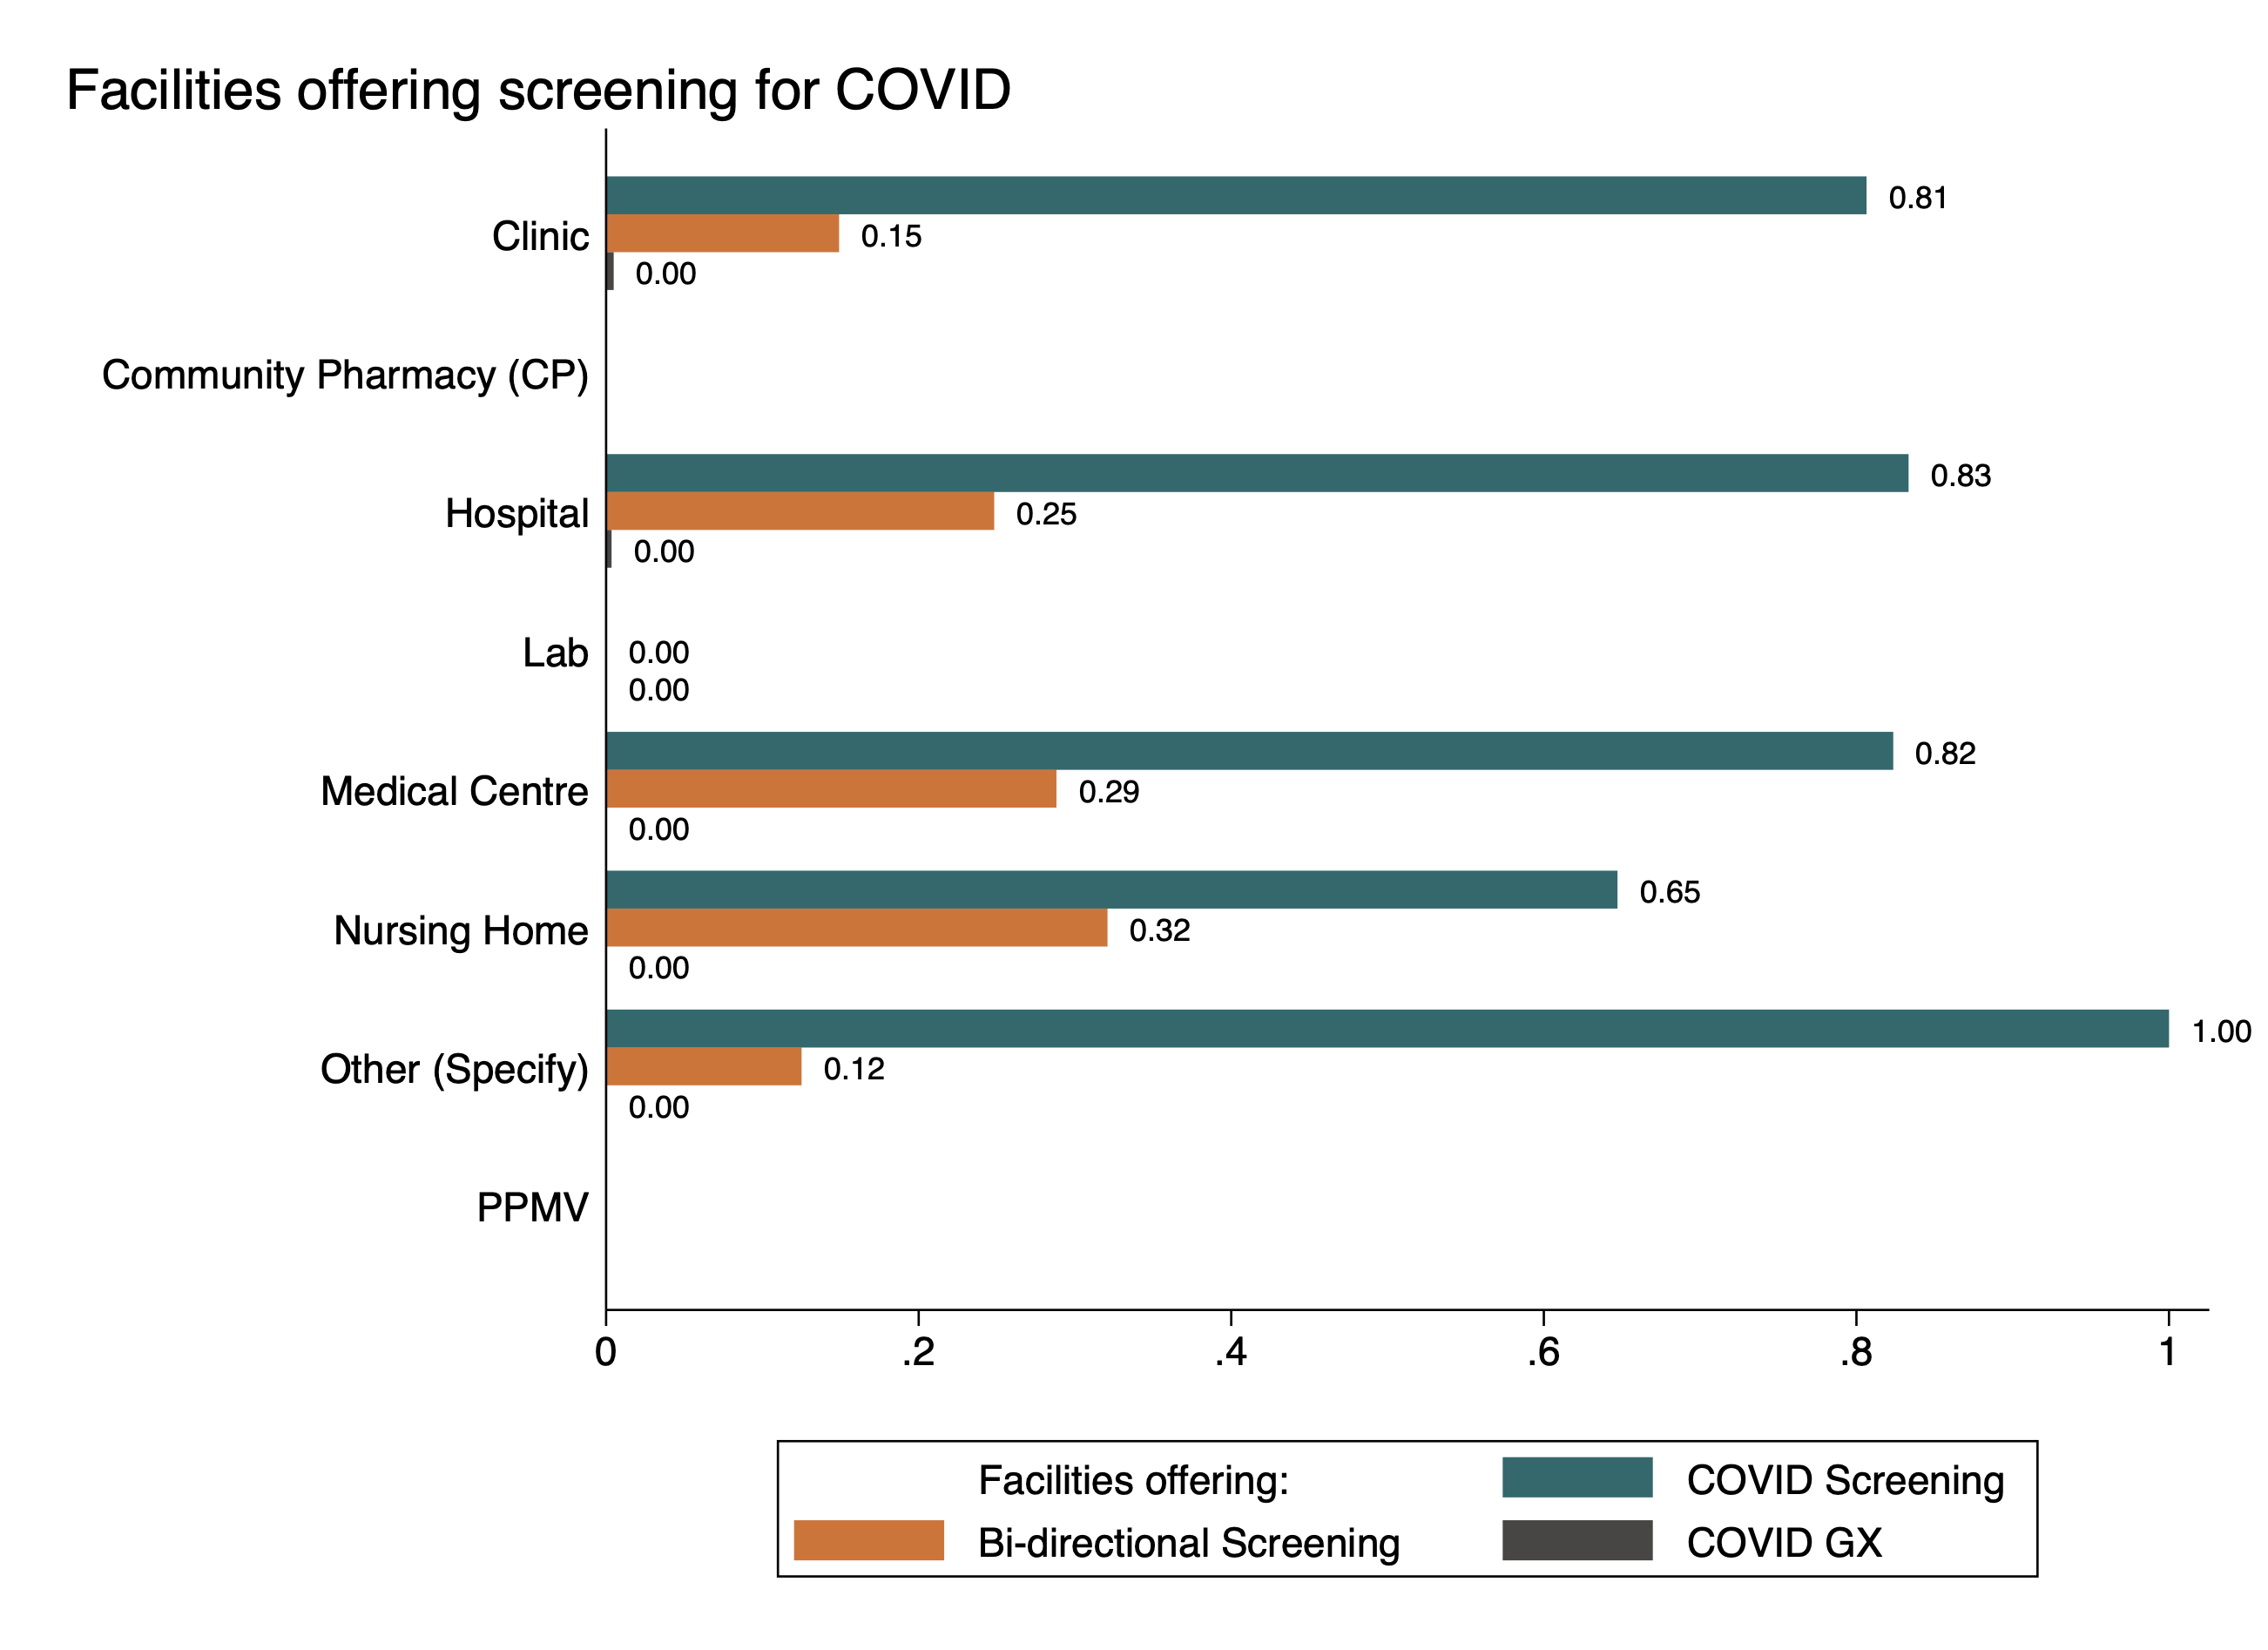 Facilities offering screening for COVID
0.81
Clinic 0.15
0.00
Community Pharmacy (CP)
0.83
Hospital 0.25
0.00
Lab 0.00
0.00
0.82
Medical Centre 0.29
0.00
0.65
Nursing Home 0.32
0.00
1.00
Other (Specify) 0.12
0.00
PPMV
0 .2 .4 .6 .8 1
Facilities offering: COVID Screening
Bi-directional Screening COVID GX